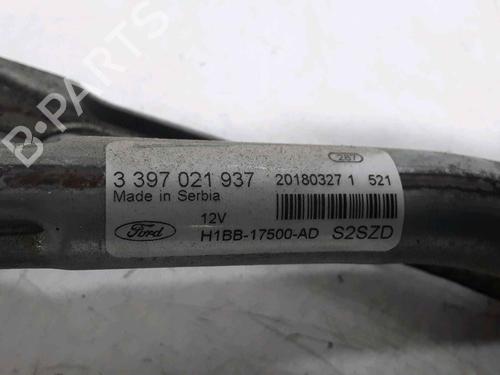 B-PARTS
287
3 397 021 937 20180327 1 521
Made in Serbia
12V
Ford H1BB-17500-AD S2SZD